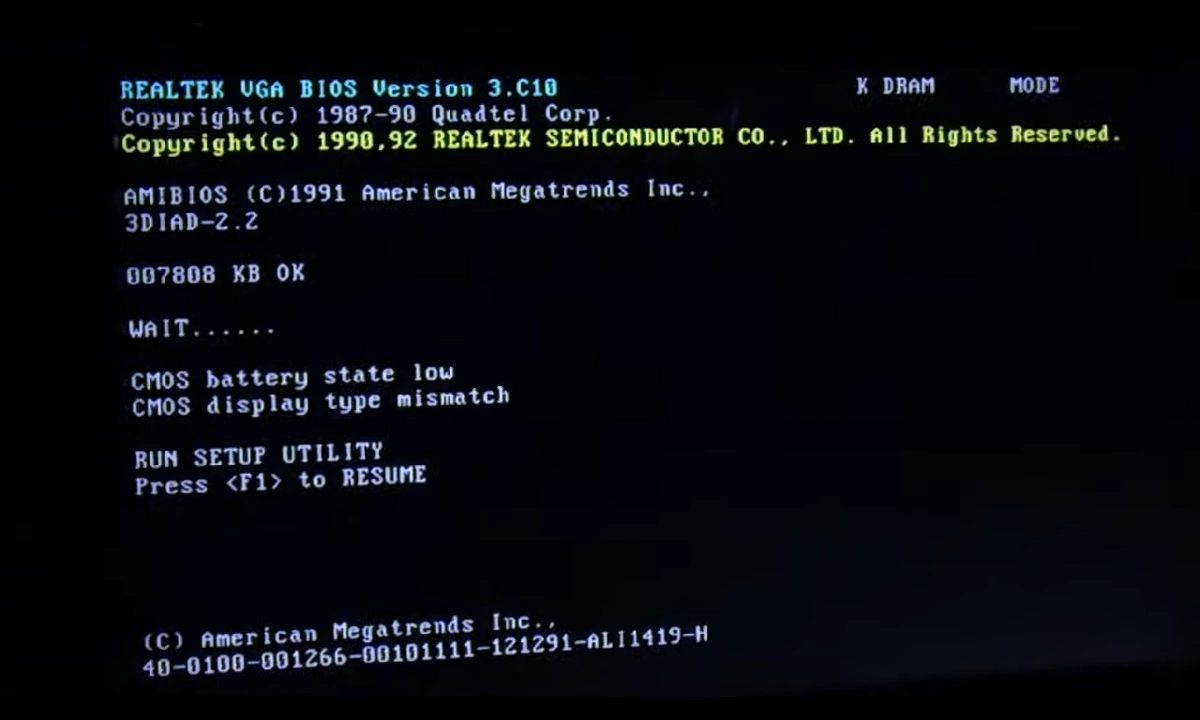 REALTEK VGA BIOS Version 3.C10 K DRAM MODE
Copyright(c) 1987-90 Quadtel Corp.
Copyright(c) 1990,92 REALTEK SEMICONDUCTOR CO., LTD. All Rights Reserved.
AMIBIOS (C)1991 American Megatrends Inc.,
3DIAD-2.2
007808 KB OK
WAIT......
CMOS battery state low
CMOS display type mismatch
RUN SETUP UTILITY
Press <F1> to RESUME
(C) American Megatrends Inc.,
40-0100-001266-00101111-121291-ALI1419-H